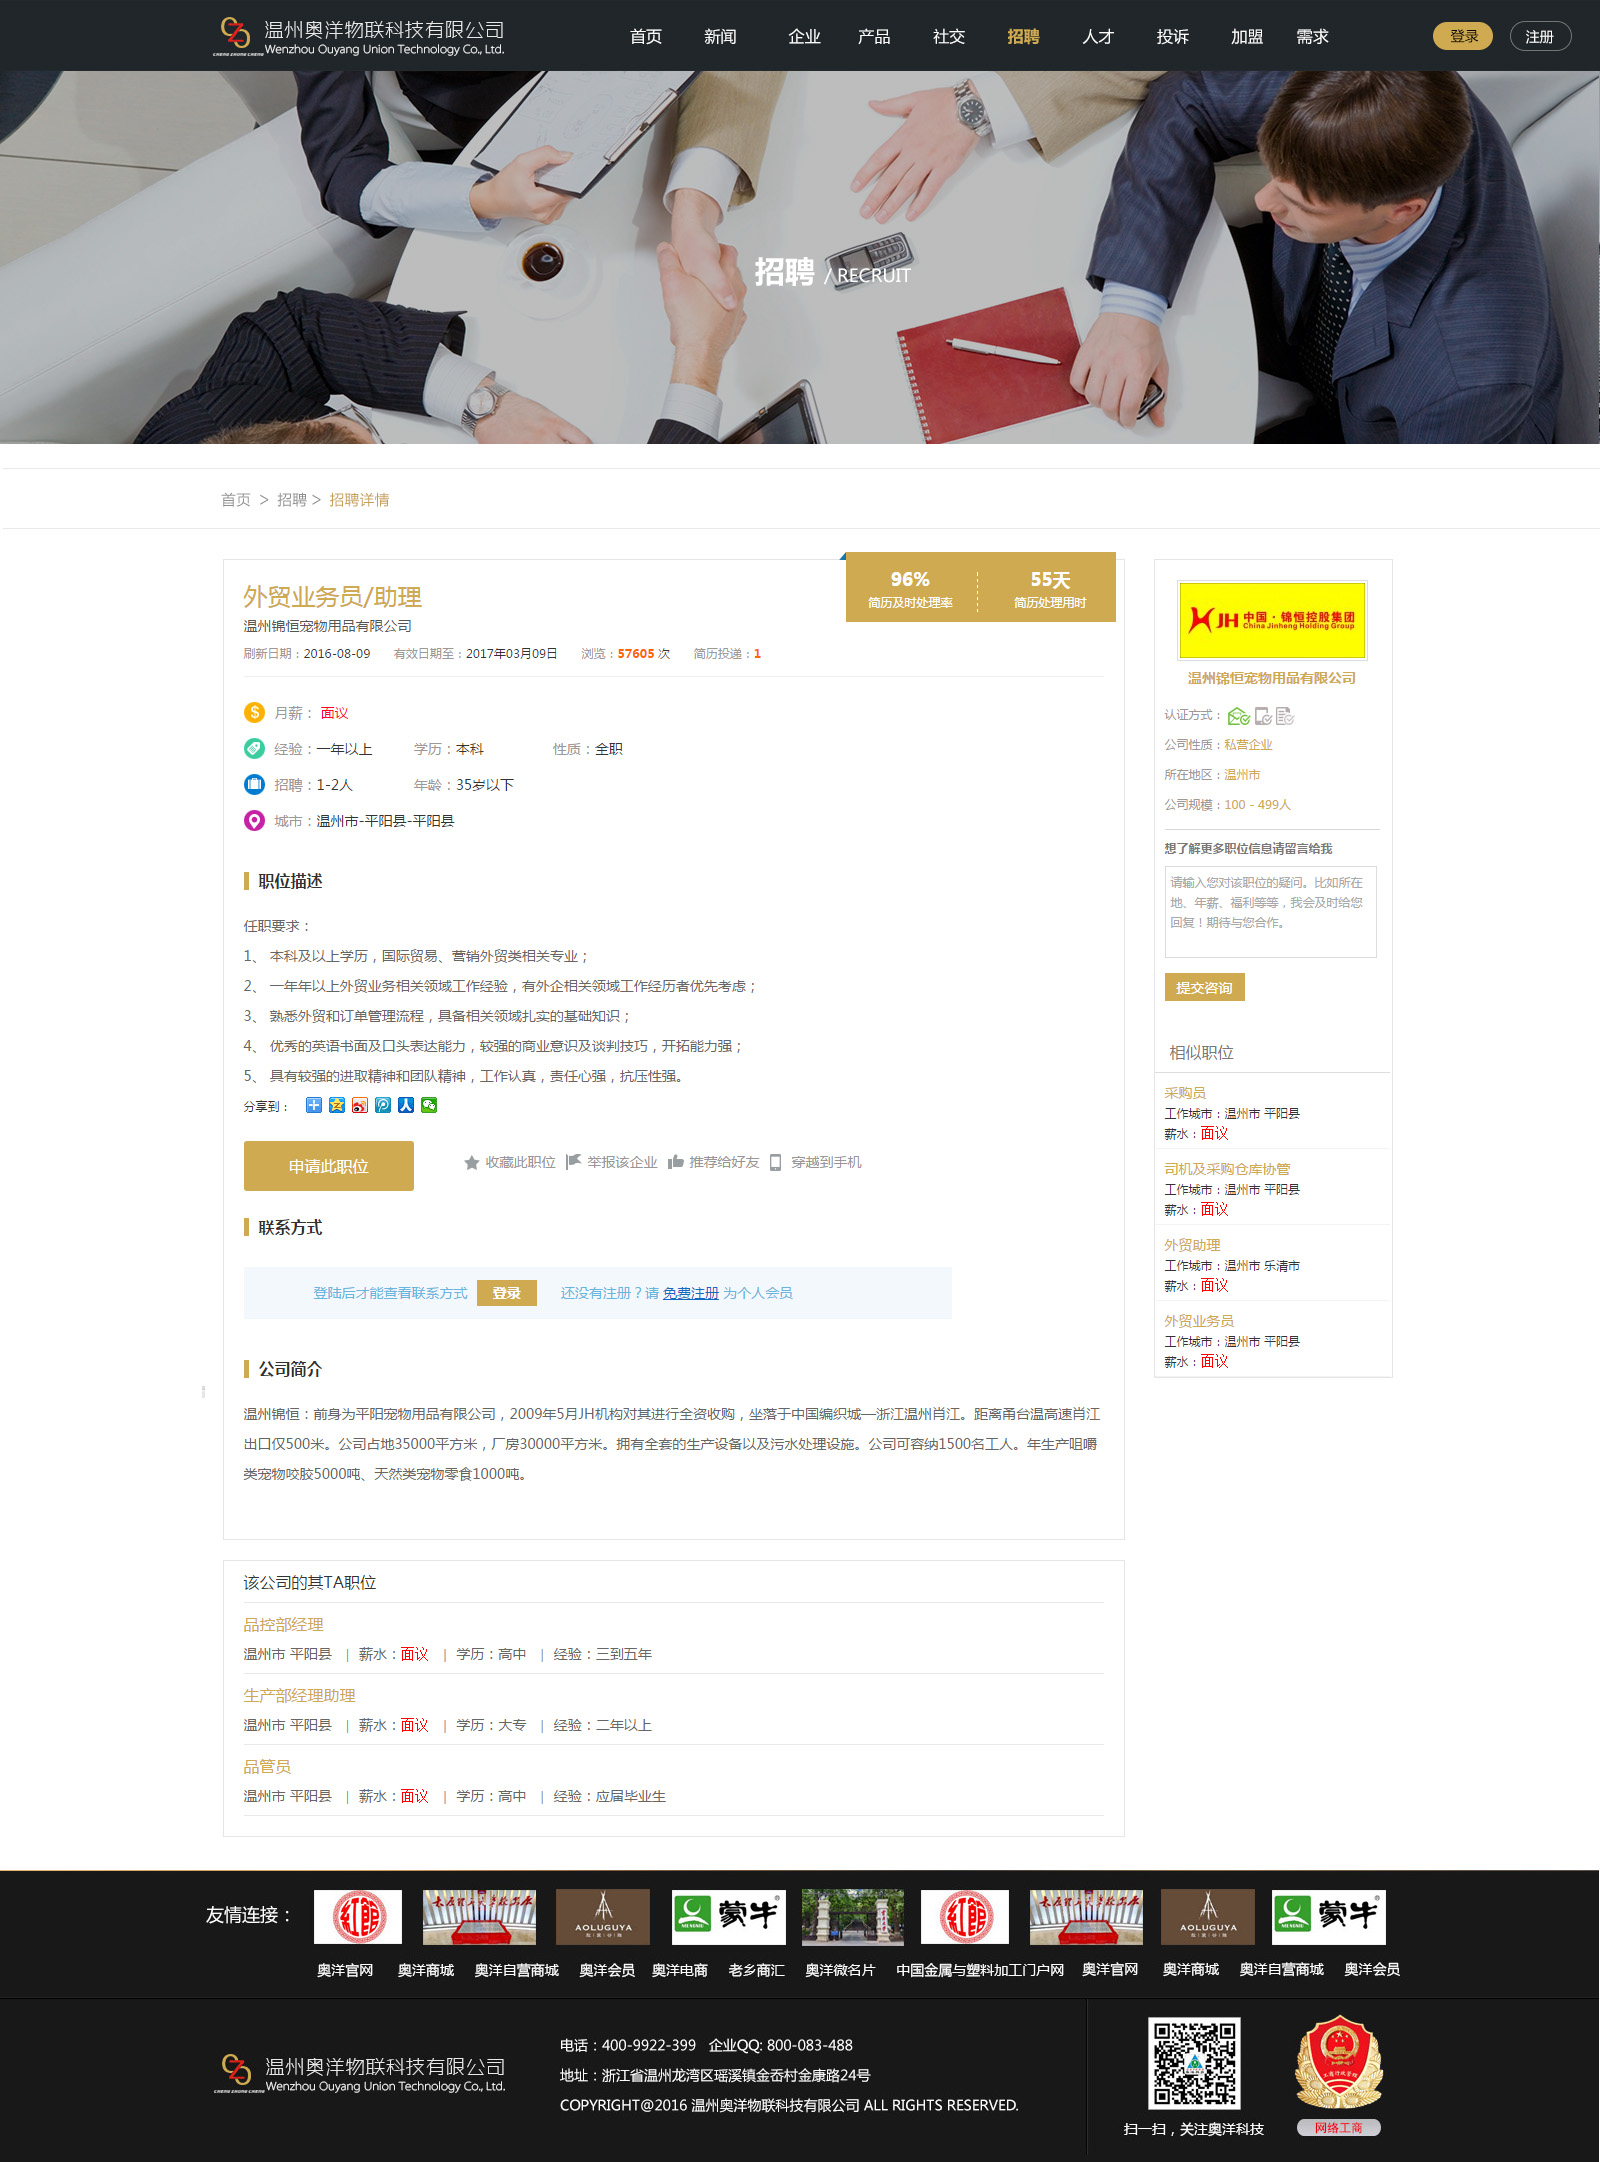 温州奥洋物联科技有限公司
Wenzhou Ouyang Union Technology Co., Ltd.
首页 新闻 企业 产品 社交 招聘 人才 投诉 加盟 需求
登录 注册
招聘 / RECRUIT
首页 > 招聘 > 招聘详情
96% 55天
简历及时处理率 简历处理用时
外贸业务员/助理
温州锦恒宠物用品有限公司
刷新日期：2016-08-09 有效日期至：2017年03月09日 浏览：57605 次 简历投递：1
月薪： 面议
经验：一年以上 学历：本科 性质：全职
招聘：1-2人 年龄：35岁以下
城市：温州市-平阳县-平阳县
职位描述
任职要求：
1、 本科及以上学历，国际贸易、营销外贸类相关专业；
2、 一年年以上外贸业务相关领域工作经验，有外企相关领域工作经历者优先考虑；
3、 熟悉外贸和订单管理流程，具备相关领域扎实的基础知识；
4、 优秀的英语书面及口头表达能力，较强的商业意识及谈判技巧，开拓能力强；
5、 具有较强的进取精神和团队精神，工作认真，责任心强，抗压性强。
分享到：
申请此职位 收藏此职位 举报该企业 推荐给好友 穿越到手机
联系方式
登陆后才能查看联系方式 登录 还没有注册？请 免费注册 为个人会员
公司简介
温州锦恒：前身为平阳宠物用品有限公司，2009年5月JH机构对其进行全资收购，坐落于中国编织城—浙江温州肖江。距离甬台温高速肖江
出口仅500米。公司占地35000平方米，厂房30000平方米。拥有全套的生产设备以及污水处理设施。公司可容纳1500名工人。年生产咀嚼
类宠物咬胶5000吨、天然类宠物零食1000吨。
JH 中国·锦恒控股集团
China Jinheng Holding Group
温州锦恒宠物用品有限公司
认证方式：
公司性质：私营企业
所在地区：温州市
公司规模：100 - 499人
想了解更多职位信息请留言给我
请输入您对该职位的疑问。比如所在
地、年薪、福利等等，我会及时给您
回复！期待与您合作。
提交咨询
相似职位
采购员
工作城市：温州市 平阳县
薪水：面议
司机及采购仓库协管
工作城市：温州市 平阳县
薪水：面议
外贸助理
工作城市：温州市 乐清市
薪水：面议
外贸业务员
工作城市：温州市 平阳县
薪水：面议
该公司的其TA职位
品控部经理
温州市 平阳县 | 薪水：面议 | 学历：高中 | 经验：三到五年
生产部经理助理
温州市 平阳县 | 薪水：面议 | 学历：大专 | 经验：二年以上
品管员
温州市 平阳县 | 薪水：面议 | 学历：高中 | 经验：应届毕业生
友情连接：
AOLUGUYA
MENGNIU 蒙牛
AOLUGUYA
MENGNIU 蒙牛
奥洋官网 奥洋商城 奥洋自营商城 奥洋会员 奥洋电商 老乡商汇 奥洋微名片 中国金属与塑料加工门户网 奥洋官网 奥洋商城 奥洋自营商城 奥洋会员
温州奥洋物联科技有限公司
Wenzhou Ouyang Union Technology Co., Ltd.
电话：400-9922-399 企业QQ: 800-083-488
地址：浙江省温州龙湾区瑶溪镇金岙村金康路24号
COPYRIGHT@2016 温州奥洋物联科技有限公司 ALL RIGHTS RESERVED.
扫一扫，关注奥洋科技
网络工商